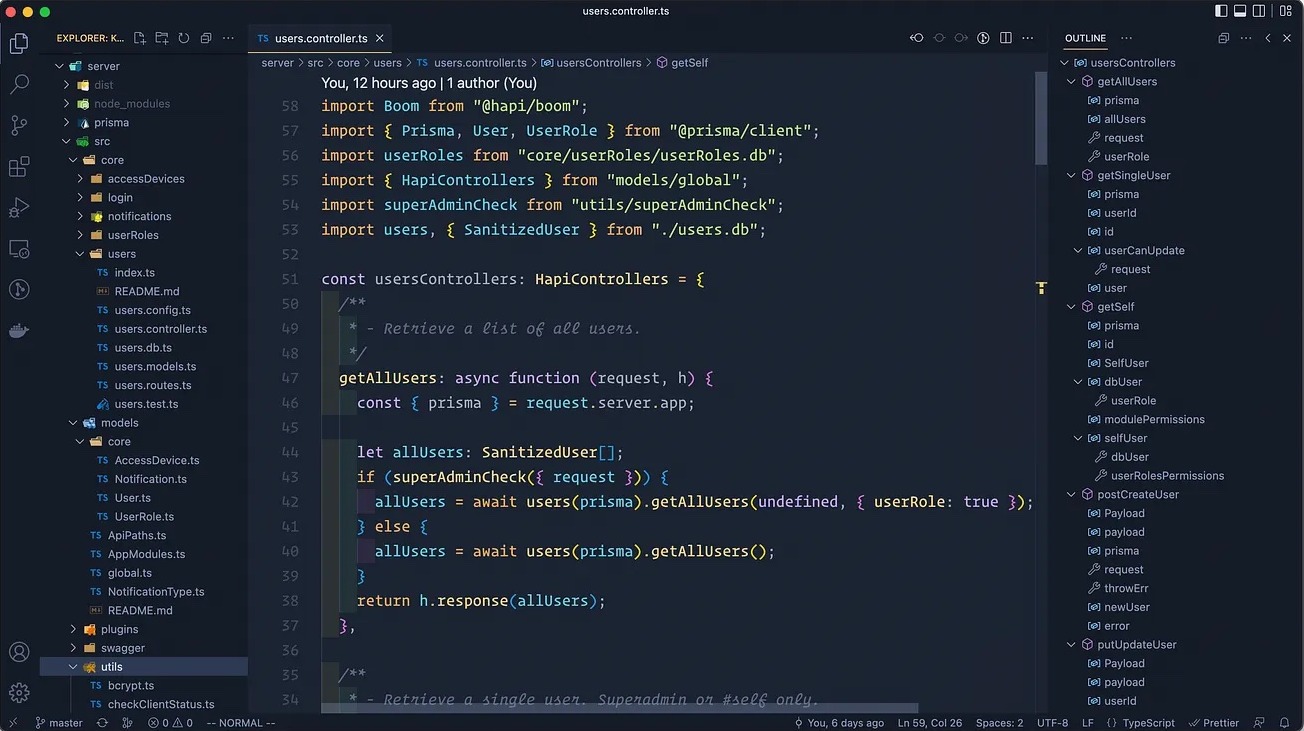 users.controller.ts
EXPLORER: K...
server
dist
node_modules
prisma
src
core
accessDevices
login
notifications
userRoles
users
index.ts
README.md
users.config.ts
users.controller.ts
users.db.ts
users.models.ts
users.routes.ts
users.test.ts
models
core
AccessDevice.ts
Notification.ts
User.ts
UserRole.ts
ApiPaths.ts
AppModules.ts
global.ts
NotificationType.ts
README.md
plugins
swagger
utils
bcrypt.ts
checkClientStatus.ts
TS users.controller.ts
server > src > core > users > TS users.controller.ts > usersControllers > getSelf
You, 12 hours ago | 1 author (You)
58 import Boom from "@hapi/boom";
57 import { Prisma, User, UserRole } from "@prisma/client";
56 import userRoles from "core/userRoles/userRoles.db";
55 import { HapiControllers } from "models/global";
54 import superAdminCheck from "utils/superAdminCheck";
53 import users, { SanitizedUser } from "./users.db";
52
51 const usersControllers: HapiControllers = {
50 /**
49 * - Retrieve a list of all users.
48 */
47 getAllUsers: async function (request, h) {
46 const { prisma } = request.server.app;
45
44 let allUsers: SanitizedUser[];
43 if (superAdminCheck({ request })) {
42 allUsers = await users(prisma).getAllUsers(undefined, { userRole: true });
41 } else {
40 allUsers = await users(prisma).getAllUsers();
39 }
38 return h.response(allUsers);
37 },
36
35 /**
34 * - Retrieve a single user. Superadmin or #self only.
OUTLINE
usersControllers
getAllUsers
prisma
allUsers
request
userRole
getSingleUser
prisma
userId
id
userCanUpdate
request
user
getSelf
prisma
id
SelfUser
dbUser
userRole
modulePermissions
selfUser
dbUser
userRolesPermissions
postCreateUser
Payload
payload
prisma
request
throwErr
newUser
error
putUpdateUser
Payload
payload
userId
master 0 0 -- NORMAL -- You, 6 days ago Ln 59, Col 26 Spaces: 2 UTF-8 LF {} TypeScript Prettier